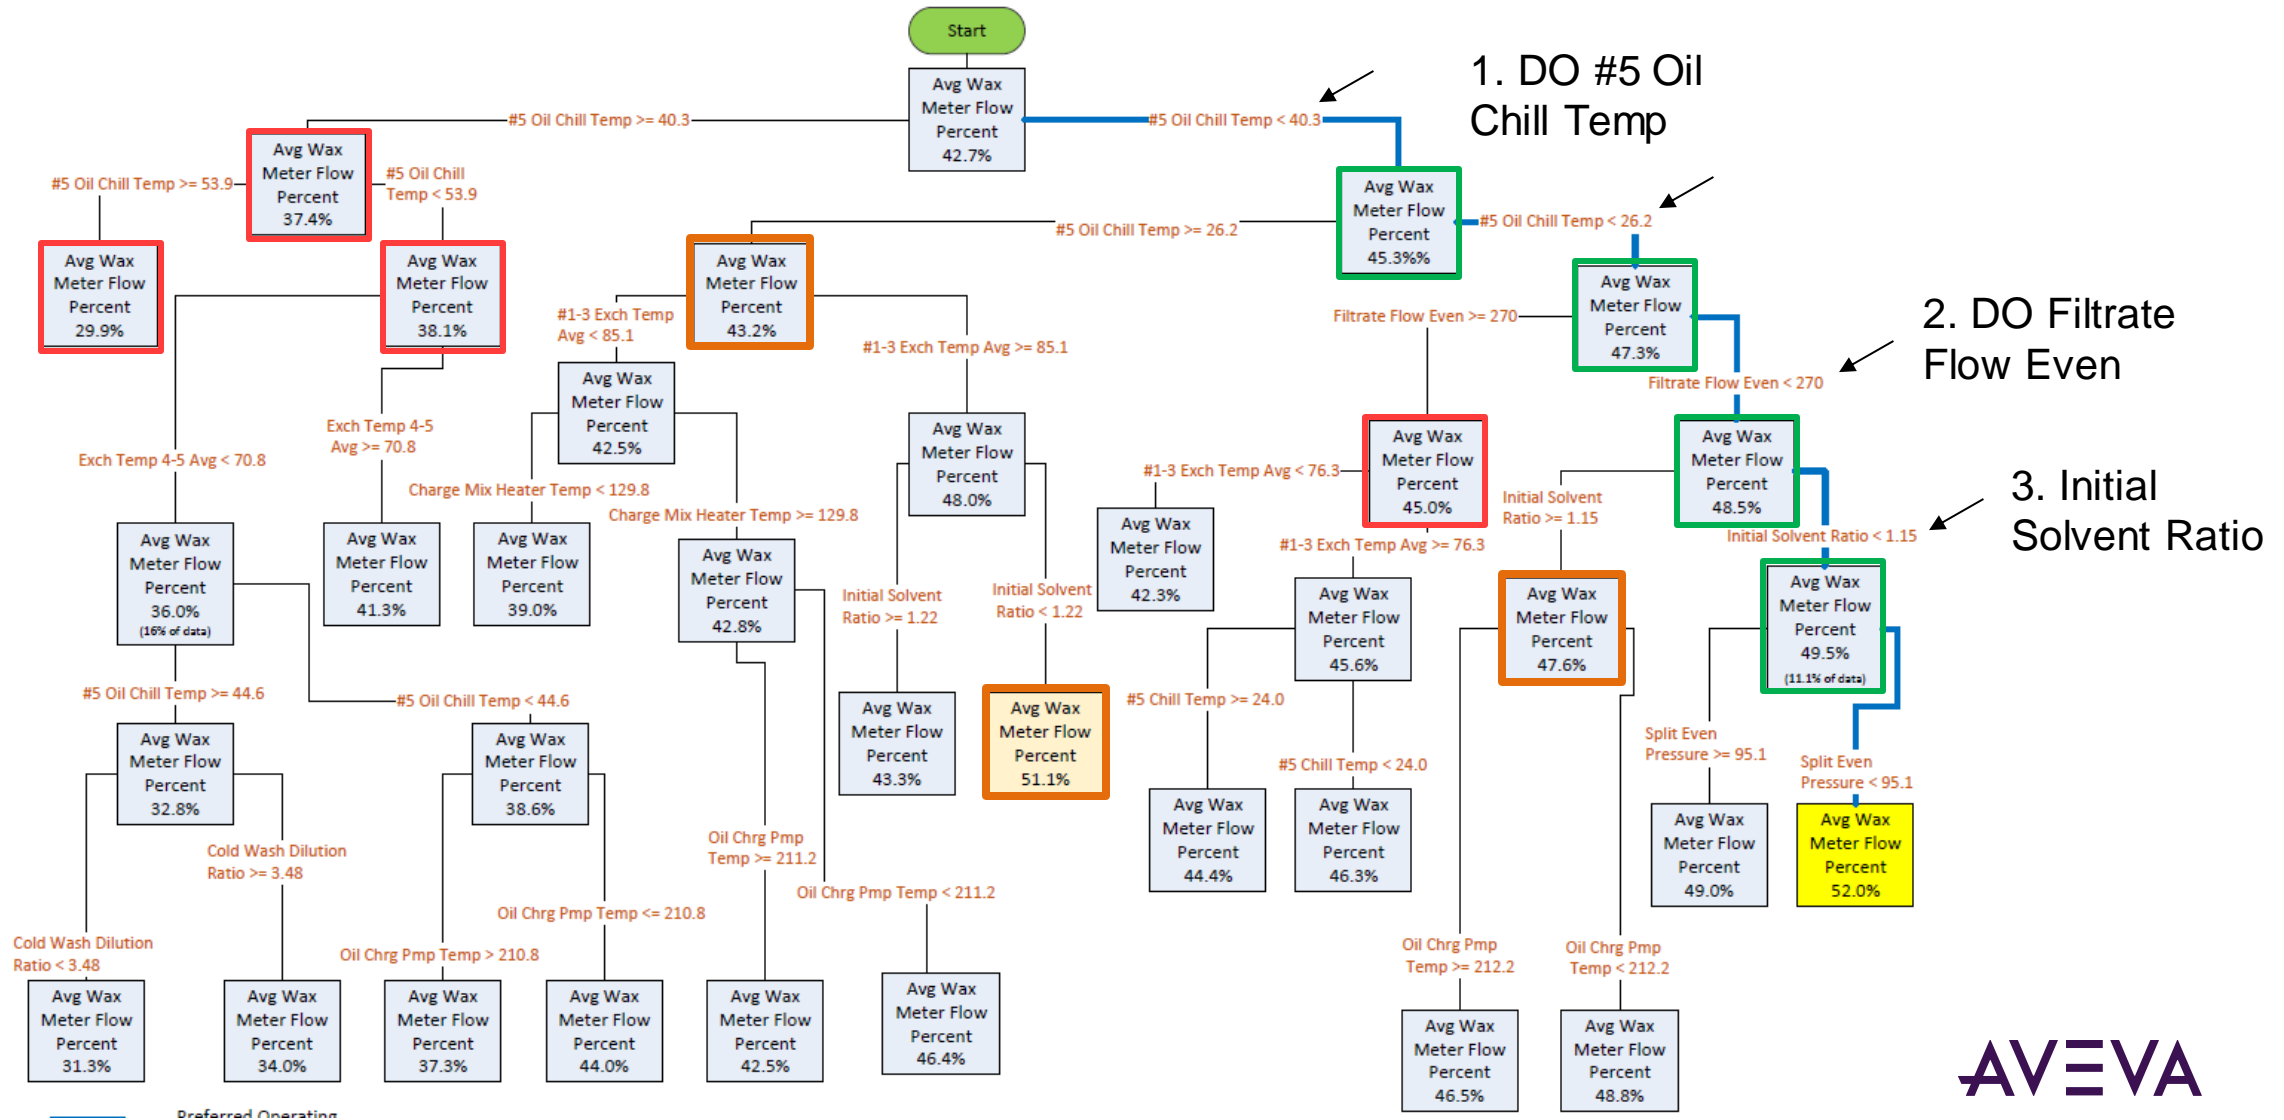 Start
Avg Wax
Meter Flow
Percent
42.7%
1. DO #5 Oil
Chill Temp
#5 Oil Chill Temp >= 40.3
#5 Oil Chill Temp < 40.3
Avg Wax
Meter Flow
Percent
37.4%
#5 Oil Chill Temp >= 53.9
#5 Oil Chill
Temp < 53.9
Avg Wax
Meter Flow
Percent
45.3%%
#5 Oil Chill Temp >= 26.2
#5 Oil Chill Temp < 26.2
Avg Wax
Meter Flow
Percent
29.9%
Avg Wax
Meter Flow
Percent
38.1%
Avg Wax
Meter Flow
Percent
43.2%
Avg Wax
Meter Flow
Percent
47.3%
#1-3 Exch Temp
Avg < 85.1
#1-3 Exch Temp Avg >= 85.1
Filtrate Flow Even >= 270
2. DO Filtrate
Flow Even
Filtrate Flow Even < 270
Avg Wax
Meter Flow
Percent
42.5%
Exch Temp 4-5
Avg >= 70.8
Exch Temp 4-5 Avg < 70.8
Avg Wax
Meter Flow
Percent
48.0%
Avg Wax
Meter Flow
Percent
45.0%
Avg Wax
Meter Flow
Percent
48.5%
#1-3 Exch Temp Avg < 76.3
Charge Mix Heater Temp < 129.8
Charge Mix Heater Temp >= 129.8
Initial Solvent
Ratio >= 1.15
3. Initial
Solvent Ratio
Initial Solvent Ratio < 1.15
#1-3 Exch Temp Avg >= 76.3
Avg Wax
Meter Flow
Percent
36.0%
(16% of data)
Avg Wax
Meter Flow
Percent
41.3%
Avg Wax
Meter Flow
Percent
39.0%
Avg Wax
Meter Flow
Percent
42.8%
Avg Wax
Meter Flow
Percent
42.3%
Initial Solvent
Ratio >= 1.22
Initial Solvent
Ratio < 1.22
Avg Wax
Meter Flow
Percent
45.6%
Avg Wax
Meter Flow
Percent
47.6%
Avg Wax
Meter Flow
Percent
49.5%
(11.1% of data)
#5 Oil Chill Temp >= 44.6
#5 Oil Chill Temp < 44.6
#5 Chill Temp >= 24.0
#5 Chill Temp < 24.0
Split Even
Pressure >= 95.1
Split Even
Pressure < 95.1
Avg Wax
Meter Flow
Percent
32.8%
Avg Wax
Meter Flow
Percent
38.6%
Avg Wax
Meter Flow
Percent
43.3%
Avg Wax
Meter Flow
Percent
51.1%
Avg Wax
Meter Flow
Percent
44.4%
Avg Wax
Meter Flow
Percent
46.3%
Avg Wax
Meter Flow
Percent
49.0%
Avg Wax
Meter Flow
Percent
52.0%
Cold Wash Dilution
Ratio >= 3.48
Oil Chrg Pmp
Temp >= 211.2
Oil Chrg Pmp Temp < 211.2
Oil Chrg Pmp Temp <= 210.8
Cold Wash Dilution
Ratio < 3.48
Oil Chrg Pmp Temp > 210.8
Oil Chrg Pmp
Temp >= 212.2
Oil Chrg Pmp
Temp < 212.2
Avg Wax
Meter Flow
Percent
31.3%
Avg Wax
Meter Flow
Percent
34.0%
Avg Wax
Meter Flow
Percent
37.3%
Avg Wax
Meter Flow
Percent
44.0%
Avg Wax
Meter Flow
Percent
42.5%
Avg Wax
Meter Flow
Percent
46.4%
Avg Wax
Meter Flow
Percent
46.5%
Avg Wax
Meter Flow
Percent
48.8%
AVEVA
Preferred Operating